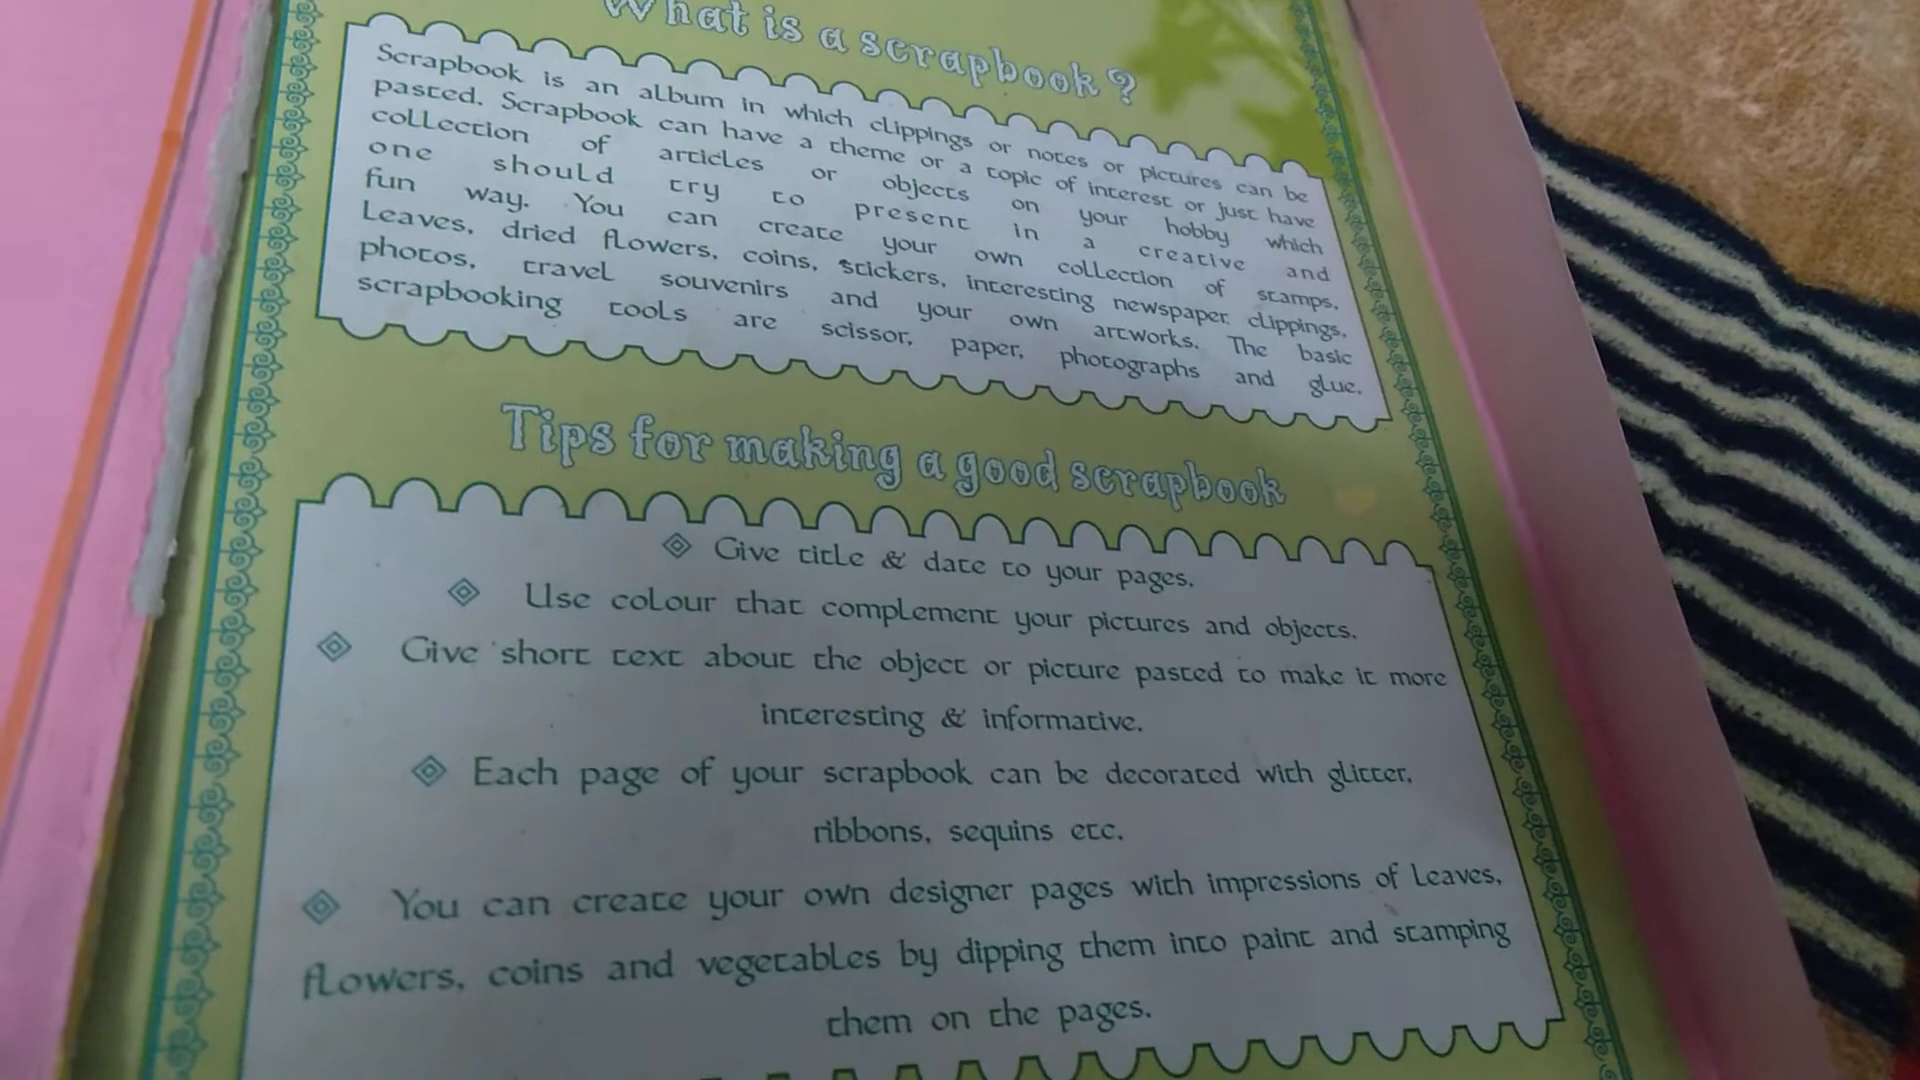 What is a scrapbook ?
Scrapbook is an album in which clippings or notes or pictures can be
pasted. Scrapbook can have a theme or a topic of interest or just have
collection of articles or objects on your hobby which
one should try to present in a creative and
fun way. You can create your own collection of stamps,
Leaves, dried flowers, coins, stickers, interesting newspaper clippings,
photos, travel souvenirs and your own artworks. The basic
scrapbooking tools are scissor, paper, photographs and glue.
Tips for making a good scrapbook
Give title & date to your pages.
Use colour that complement your pictures and objects.
Give short text about the object or picture pasted to make it more
interesting & informative.
Each page of your scrapbook can be decorated with glitter,
ribbons, sequins etc.
You can create your own designer pages with impressions of Leaves,
flowers, coins and vegetables by dipping them into paint and stamping
them on the pages.